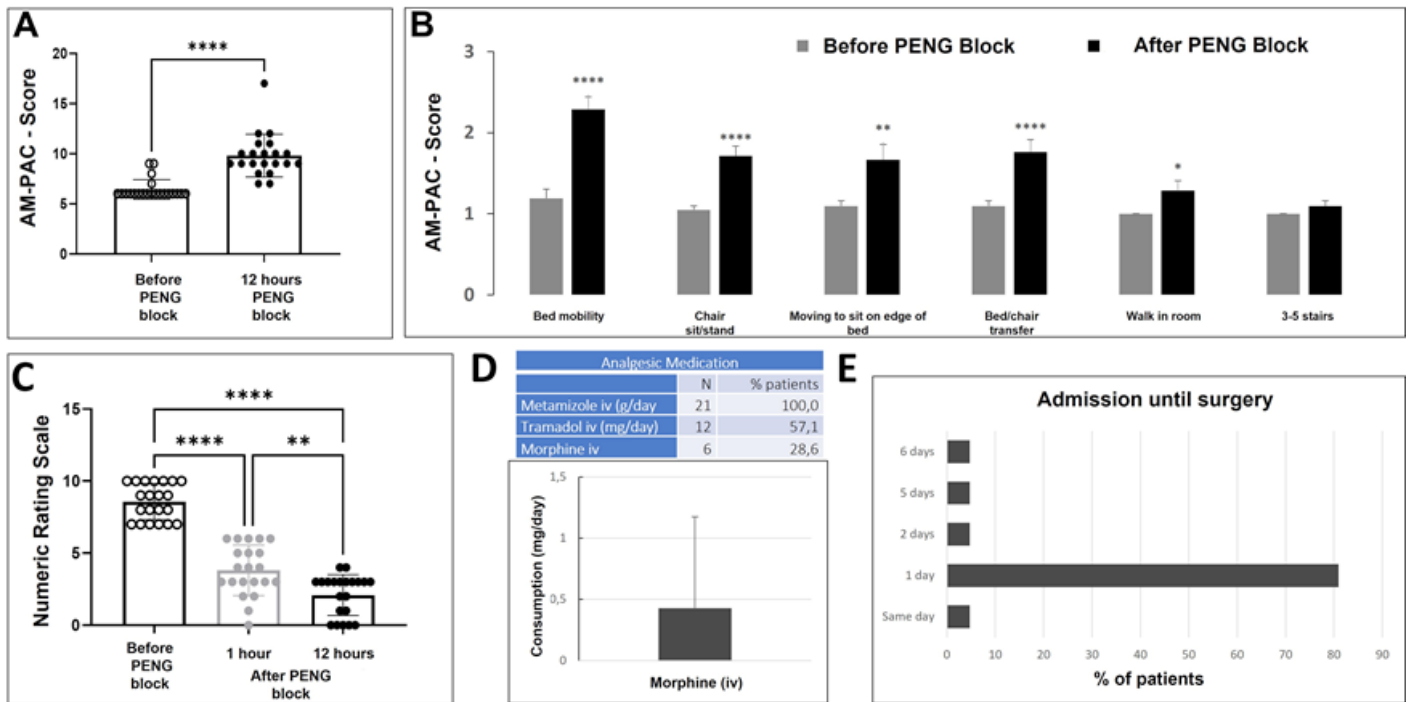 A
****
20
15
10
5
0
AM-PAC - Score
Before
PENG
block
12 hours
PENG
block
B
Before PENG Block
After PENG Block
3
2
1
0
AM-PAC - Score
****
****
**
****
*
Bed mobility
Chair
sit/stand
Moving to sit on edge of
bed
Bed/chair
transfer
Walk in room
3-5 stairs
C
****
****
**
15
10
5
0
Numeric Rating Scale
Before
PENG
block
1 hour
12 hours
After PENG
block
D
Analgesic Medication
N % patients
Metamizole iv (g/day 21 100,0
Tramadol iv (mg/day) 12 57,1
Morphine iv 6 28,6
1,5
1
0,5
0
Consumption (mg/day)
Morphine (iv)
E
Admission until surgery
6 days
5 days
2 days
1 day
Same day
0 10 20 30 40 50 60 70 80 90
% of patients